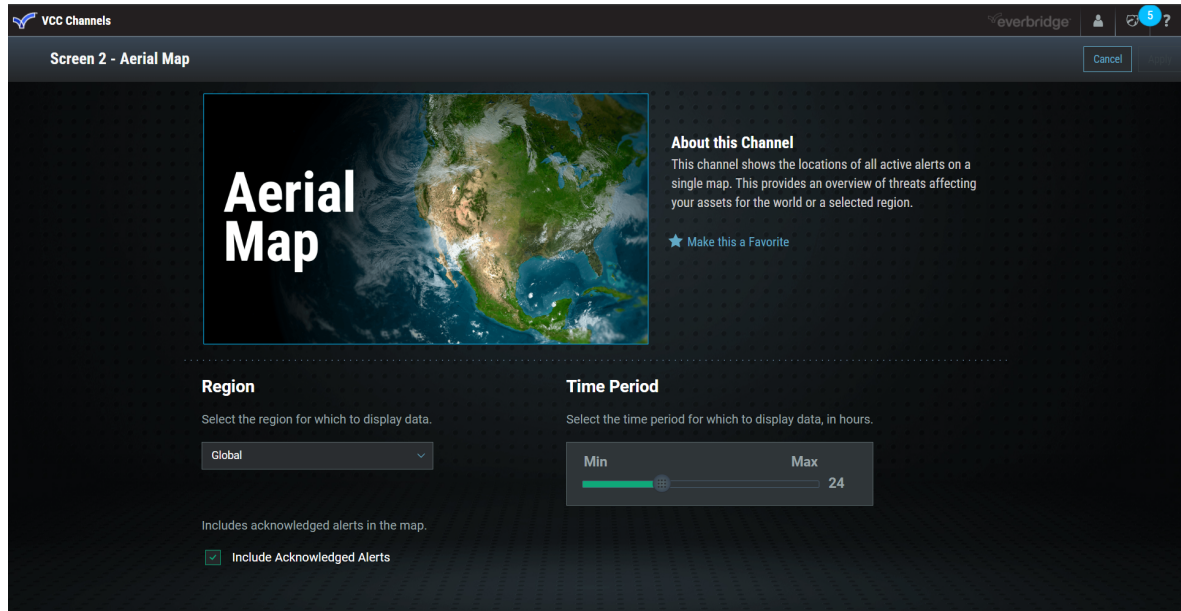 VCC Channels
everbridge
5
?
Screen 2 - Aerial Map
Cancel
Aerial
Map
About this Channel
This channel shows the locations of all active alerts on a
single map. This provides an overview of threats affecting
your assets for the world or a selected region.
Make this a Favorite
Region
Select the region for which to display data.
Global
Includes acknowledged alerts in the map.
Include Acknowledged Alerts
Time Period
Select the time period for which to display data, in hours.
Min
Max
24